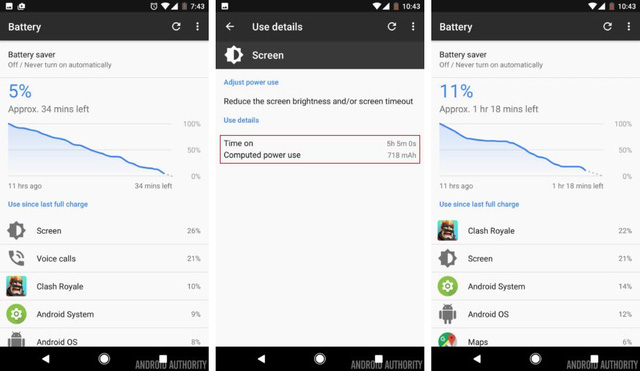 7:43
Battery
Battery saver
Off / Never turn on automatically
5%
Approx. 34 mins left
100%
50%
0%
11 hrs ago 34 mins left
Use since last full charge
Screen 26%
Voice calls 21%
Clash Royale 10%
Android System 9%
Android OS 8%
ANDROID AUTHORITY
10:43
Use details
Screen
Adjust power use
Reduce the screen brightness and/or screen timeout
Use details
Time on 5h 5m 0s
Computed power use 718 mAh
ANDROID AUTHORITY
10:43
Battery
Battery saver
Off / Never turn on automatically
11%
Approx. 1 hr 18 mins left
100%
50%
0%
11 hrs ago 1 hr 18 mins left
Use since last full charge
Clash Royale 22%
Screen 21%
Android System 14%
Android OS 12%
Maps 6%
ANDROID AUTHORITY